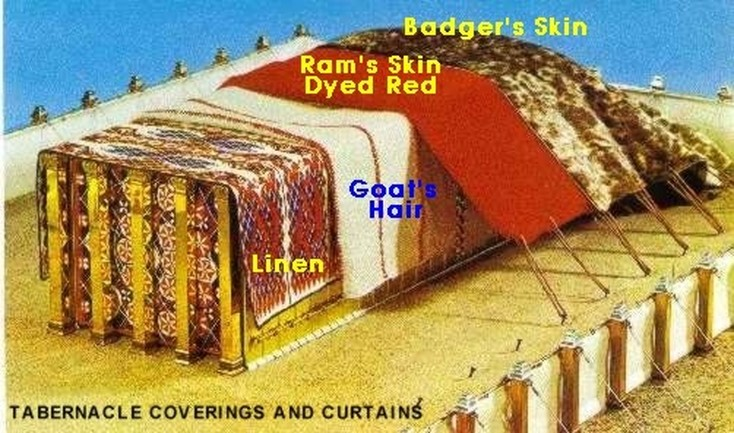 Badger's Skin
Ram's Skin
Dyed Red
Goat's
Hair
Linen
TABERNACLE COVERINGS AND CURTAINS